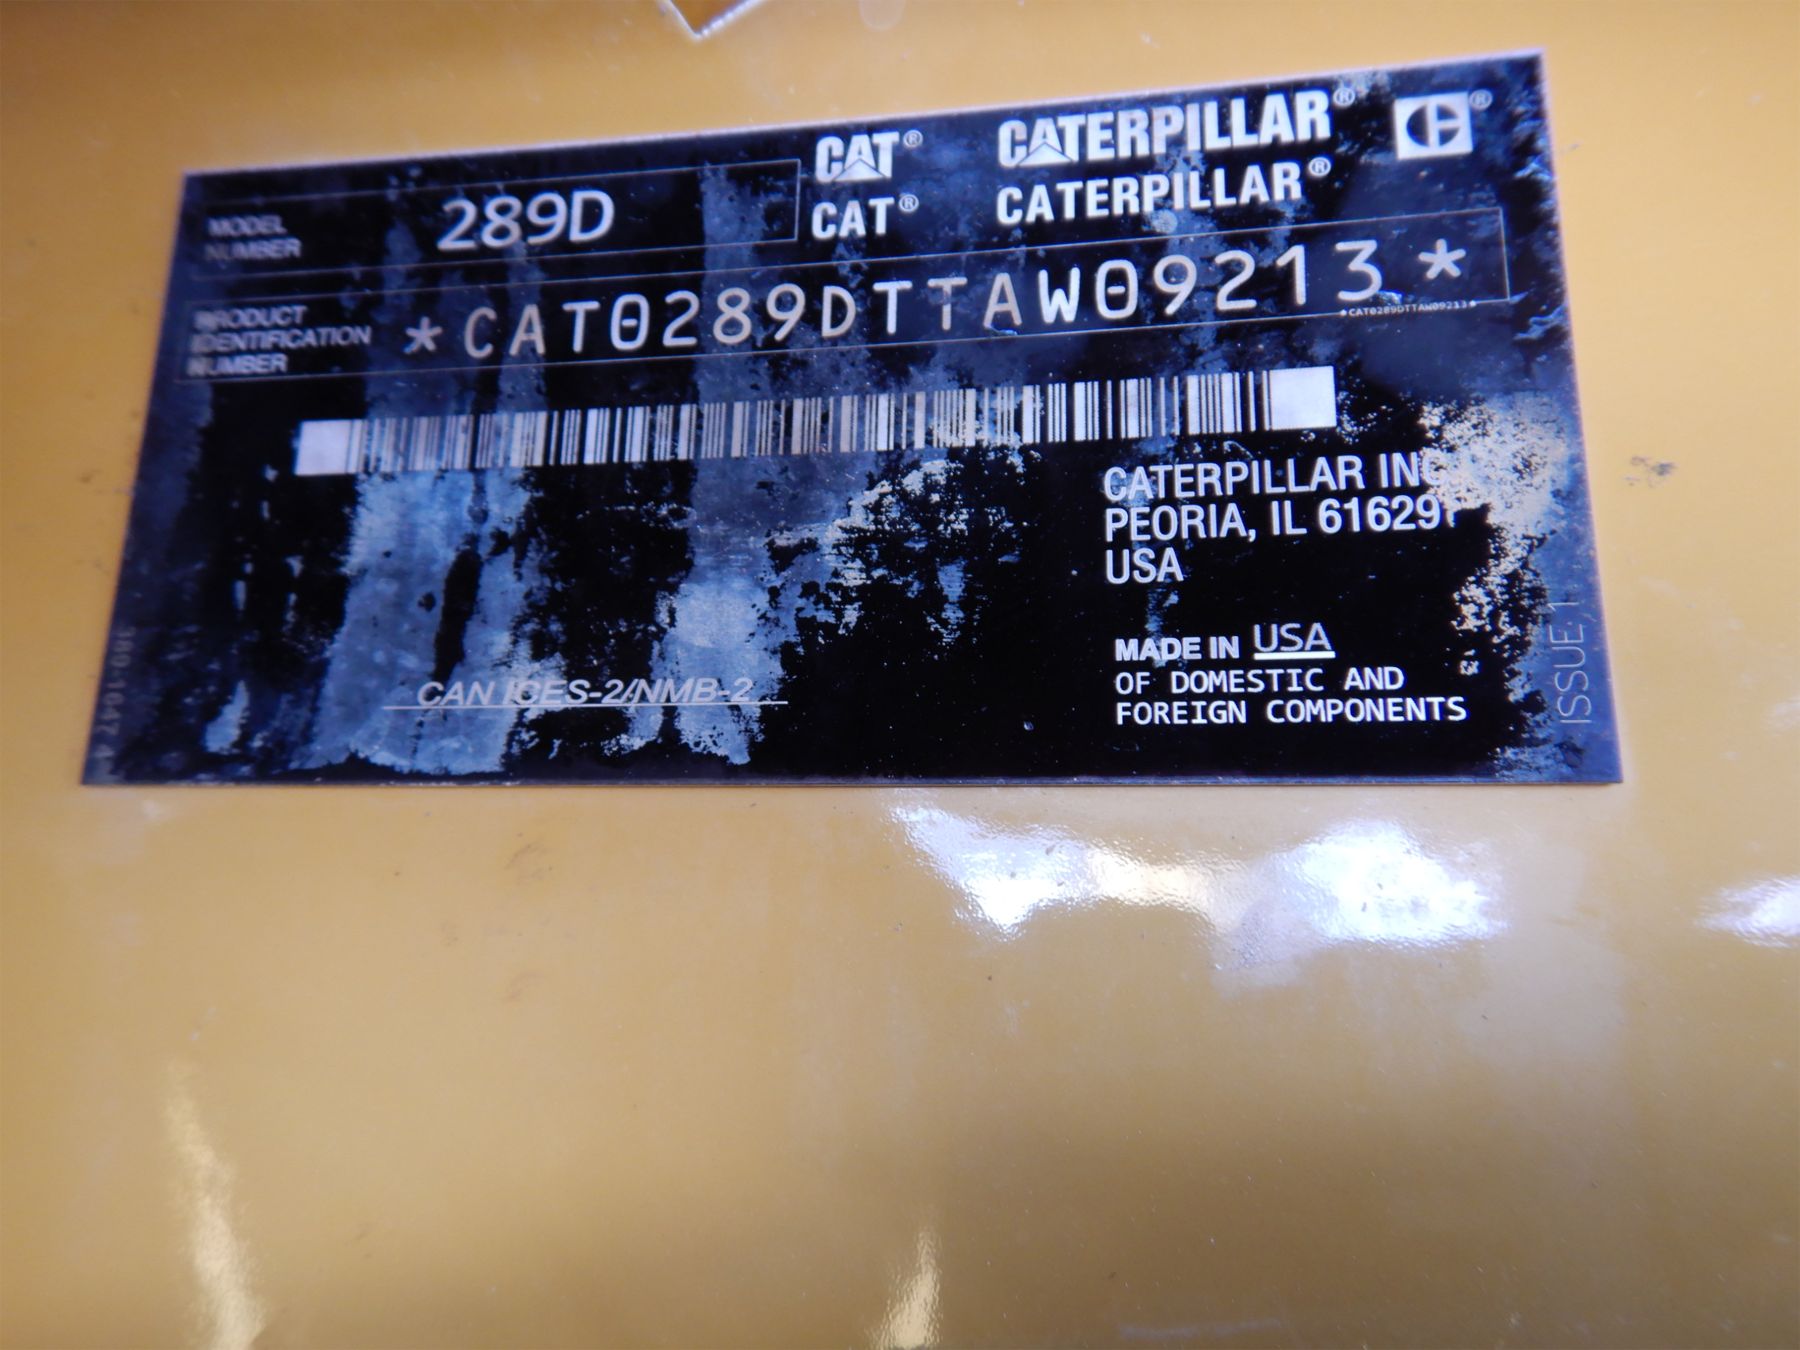 CAT® CATERPILLAR®
CAT® CATERPILLAR®
MODEL
NUMBER
289D
PRODUCT
IDENTIFICATION
NUMBER
*CAT0289DTTAW09213*
*CAT0289DTTAW09213*
CATERPILLAR INC.
PEORIA, IL 61629
USA
MADE IN USA
OF DOMESTIC AND
FOREIGN COMPONENTS
CAN ICES-2/NMB-2
ISSUE 1